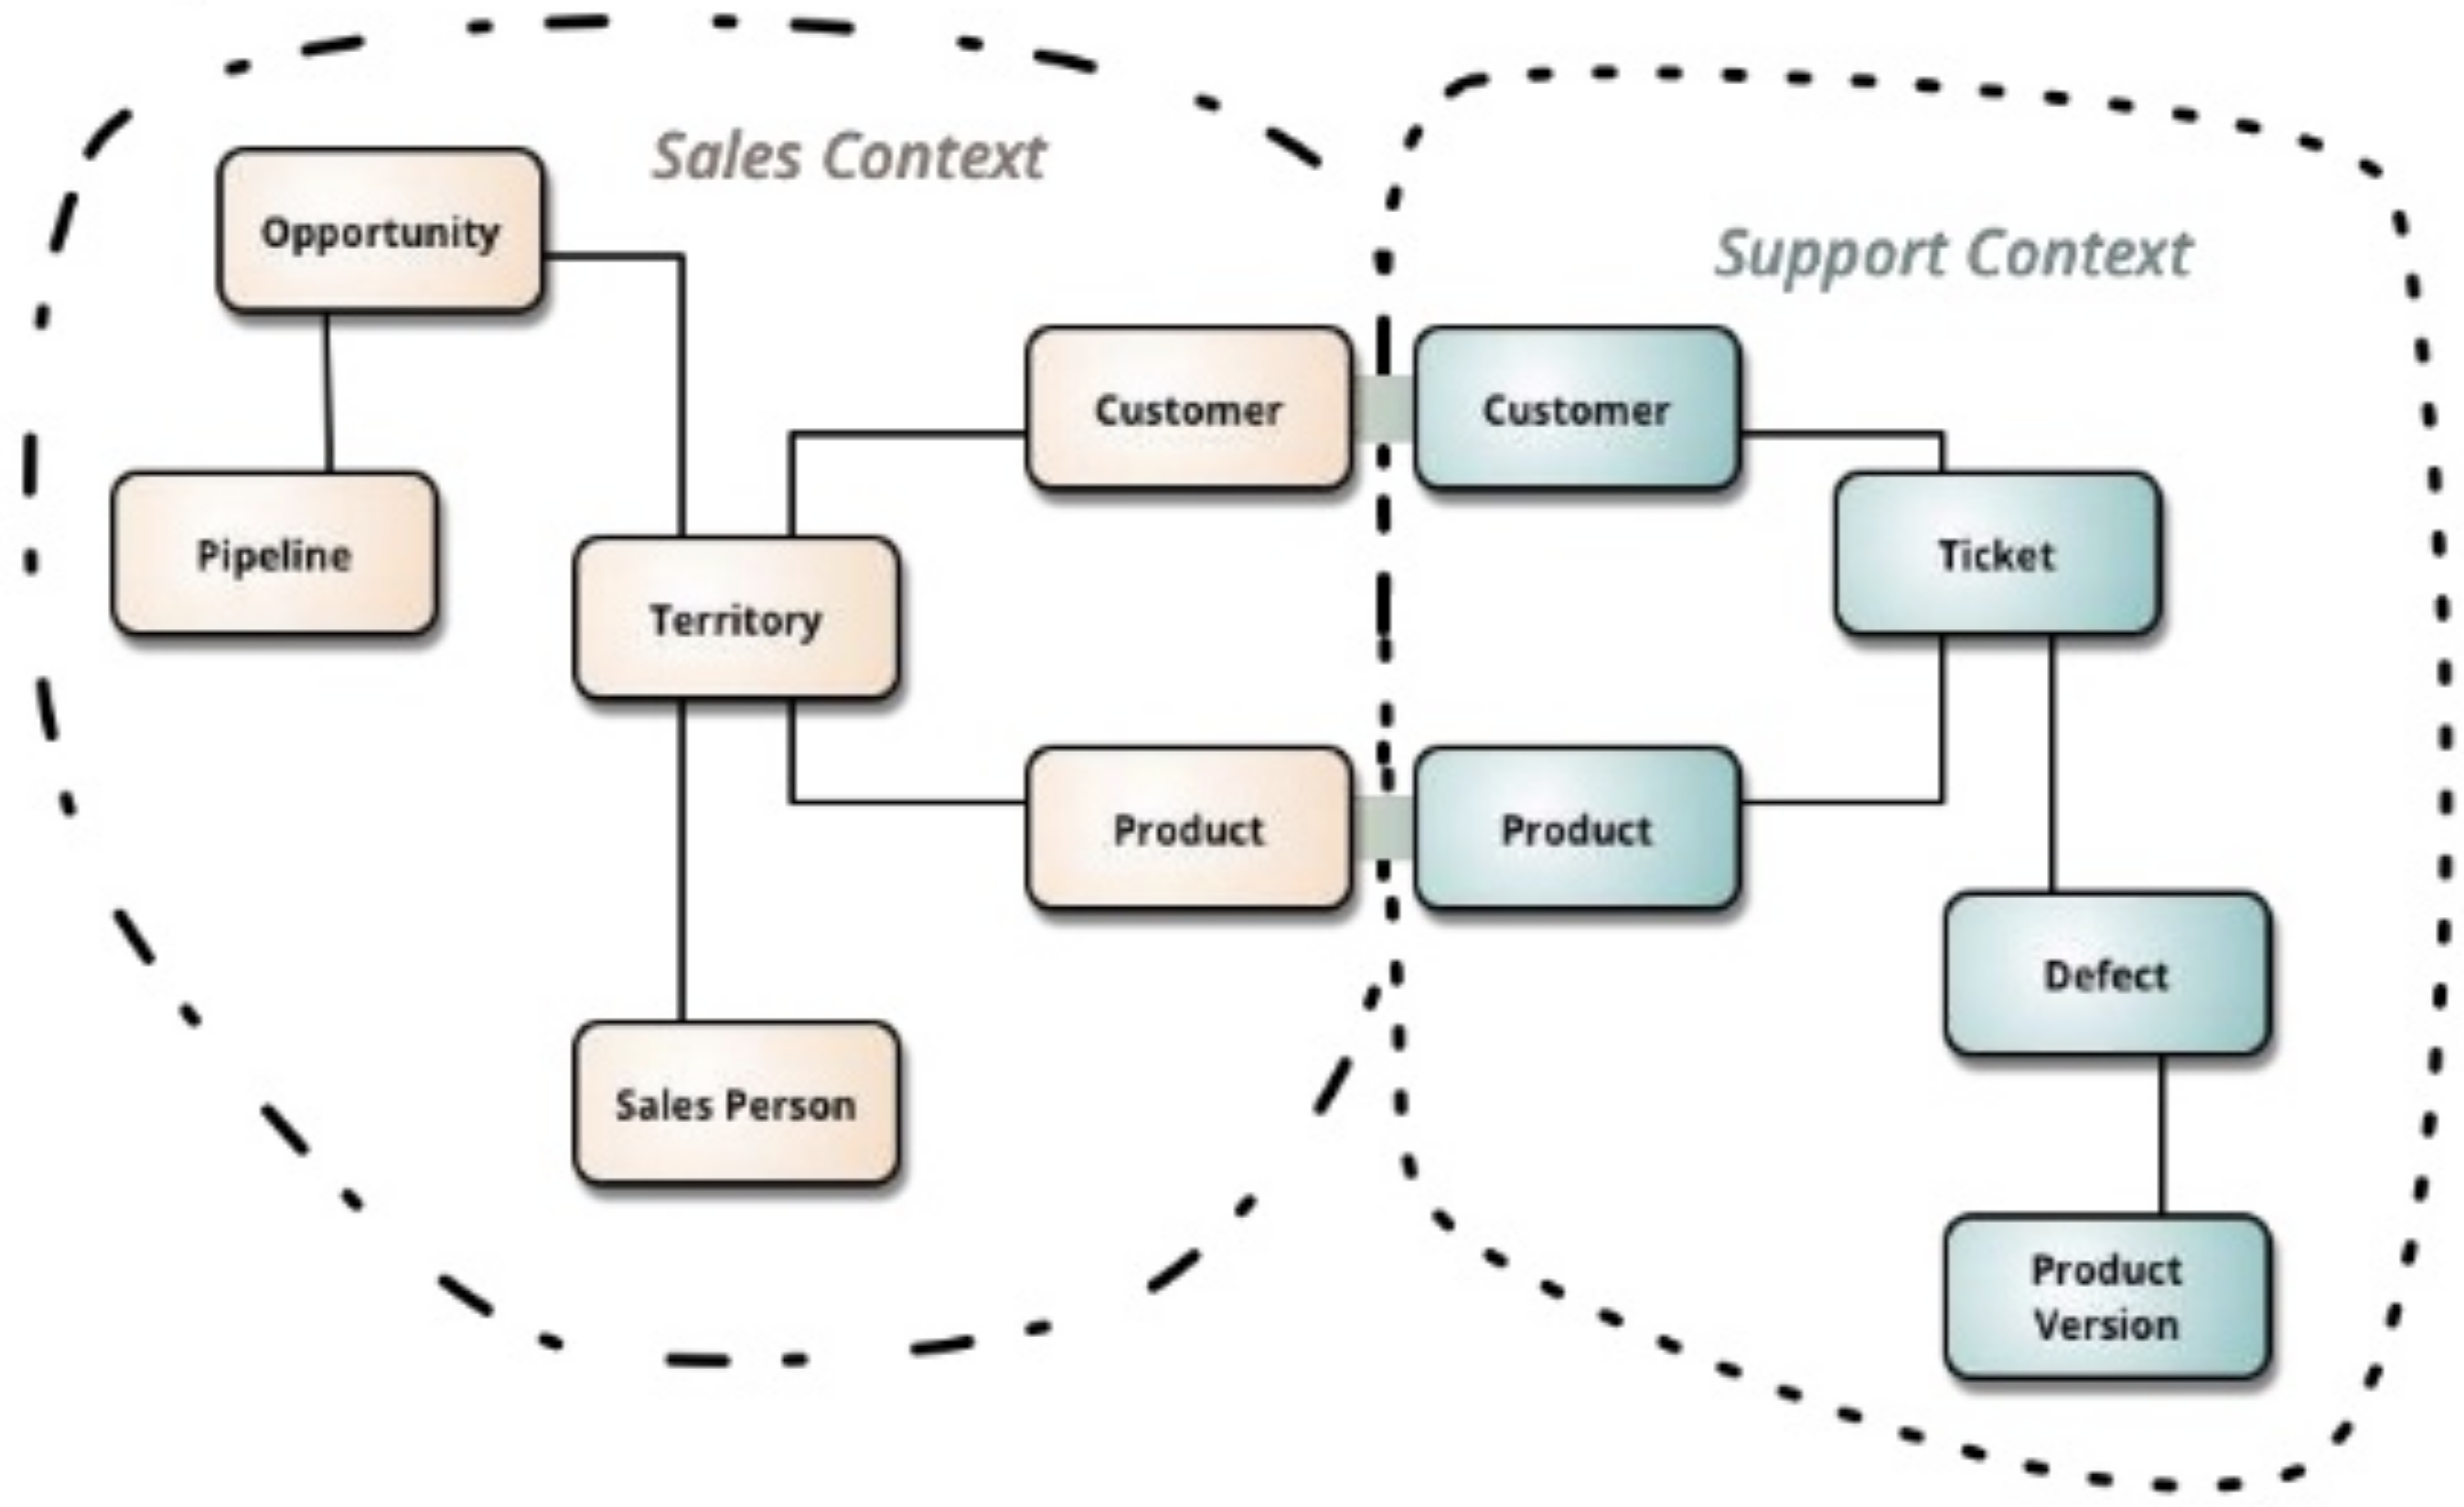 Sales Context
Support Context
Opportunity
Customer
Customer
Pipeline
Ticket
Territory
Product
Product
Defect
Sales Person
Product
Version